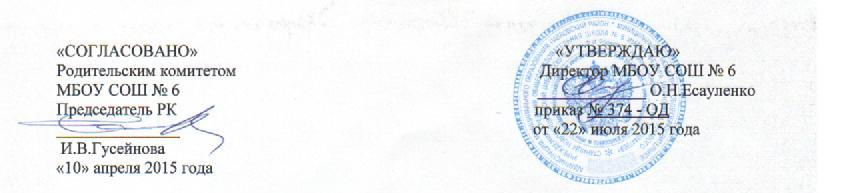 «СОГЛАСОВАНО»
Родительским комитетом
МБОУ СОШ № 6
Председатель РК
И.В.Гусейнова
«10» апреля 2015 года
«УТВЕРЖДАЮ»
Директор МБОУ СОШ № 6
О.Н.Есауленко
приказ № 374 - ОД
от «22» июля 2015 года